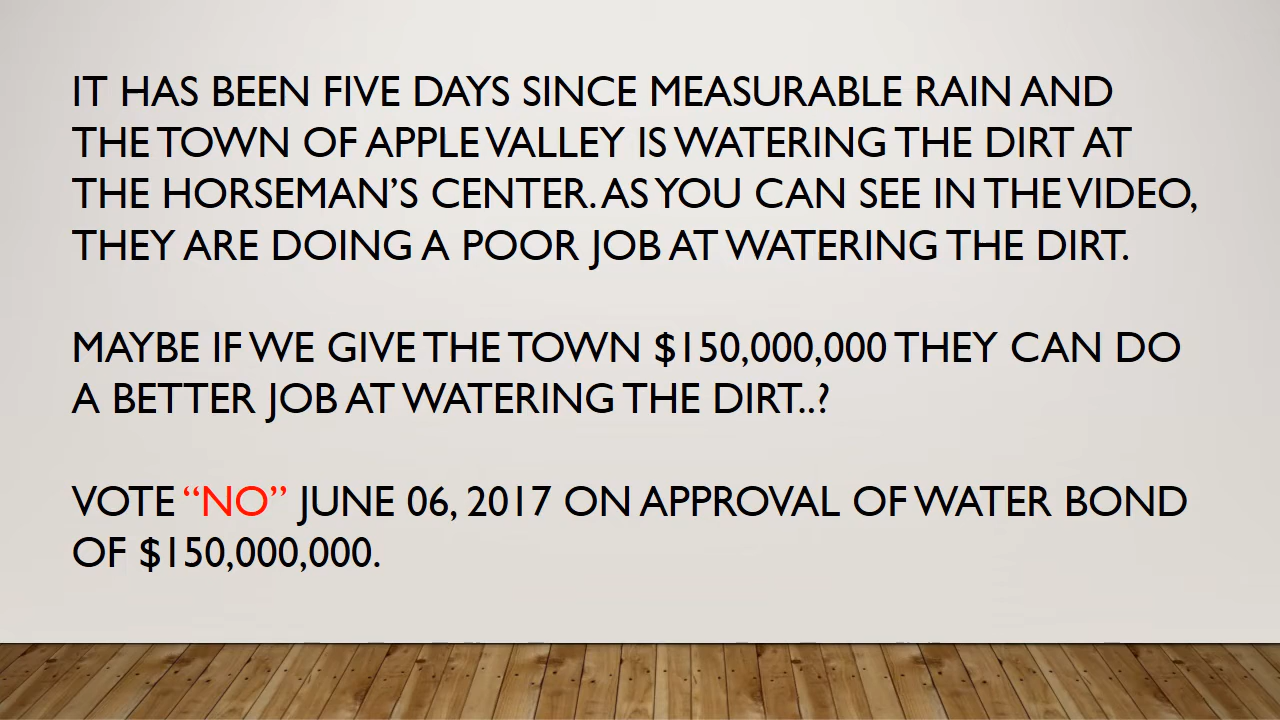 IT HAS BEEN FIVE DAYS SINCE MEASURABLE RAIN AND
THE TOWN OF APPLE VALLEY IS WATERING THE DIRT AT
THE HORSEMAN’S CENTER. AS YOU CAN SEE IN THE VIDEO,
THEY ARE DOING A POOR JOB AT WATERING THE DIRT.
MAYBE IF WE GIVE THE TOWN $150,000,000 THEY CAN DO
A BETTER JOB AT WATERING THE DIRT..?
VOTE “NO” JUNE 06, 2017 ON APPROVAL OF WATER BOND
OF $150,000,000.